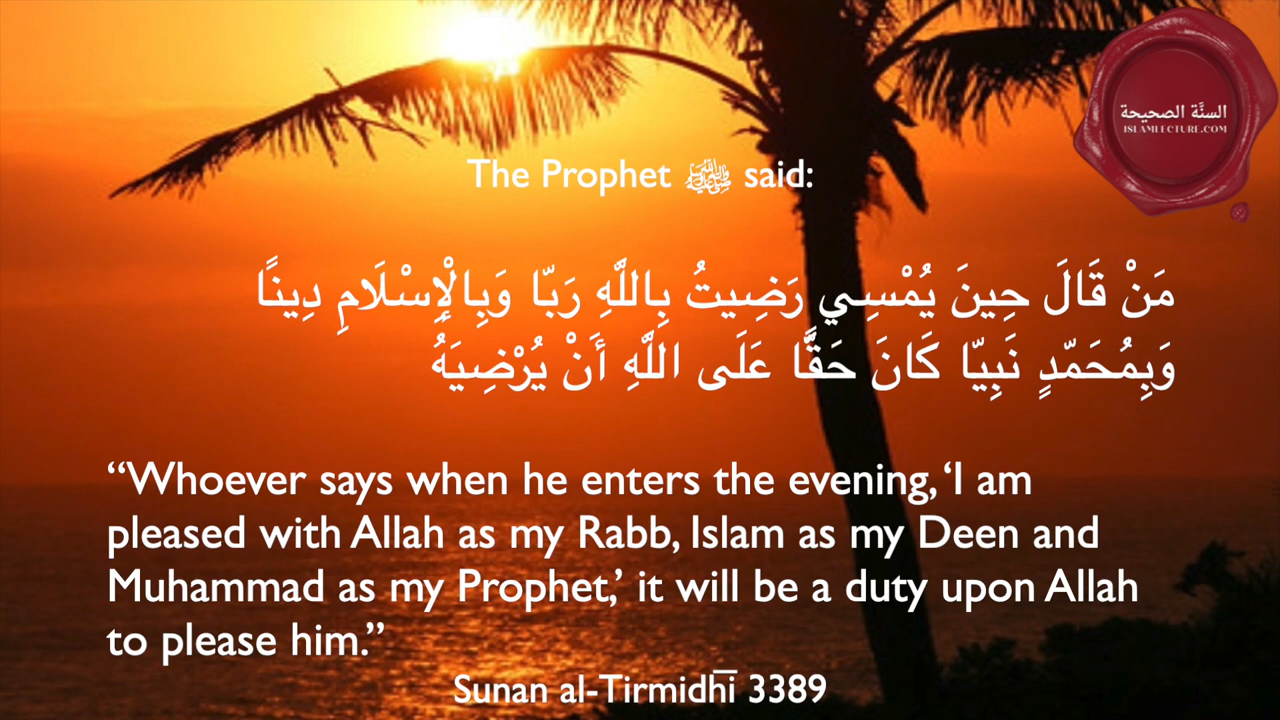 السنَّة الصحيحة
ISLAMLECTURE.COM
The Prophet ﷺ said:
مَنْ قَالَ حِينَ يُمْسِي رَضِيتُ بِاللَّهِ رَبّا وَبِالْإِسْلَامِ دِينًا
وَبِمُحَمّدٍ نَبِيّا كَانَ حَقًّا عَلَى اللَّهِ أَنْ يُرْضِيَهُ
“Whoever says when he enters the evening, ‘I am
pleased with Allah as my Rabb, Islam as my Deen and
Muhammad as my Prophet,’ it will be a duty upon Allah
to please him.”
Sunan al-Tirmidhī 3389